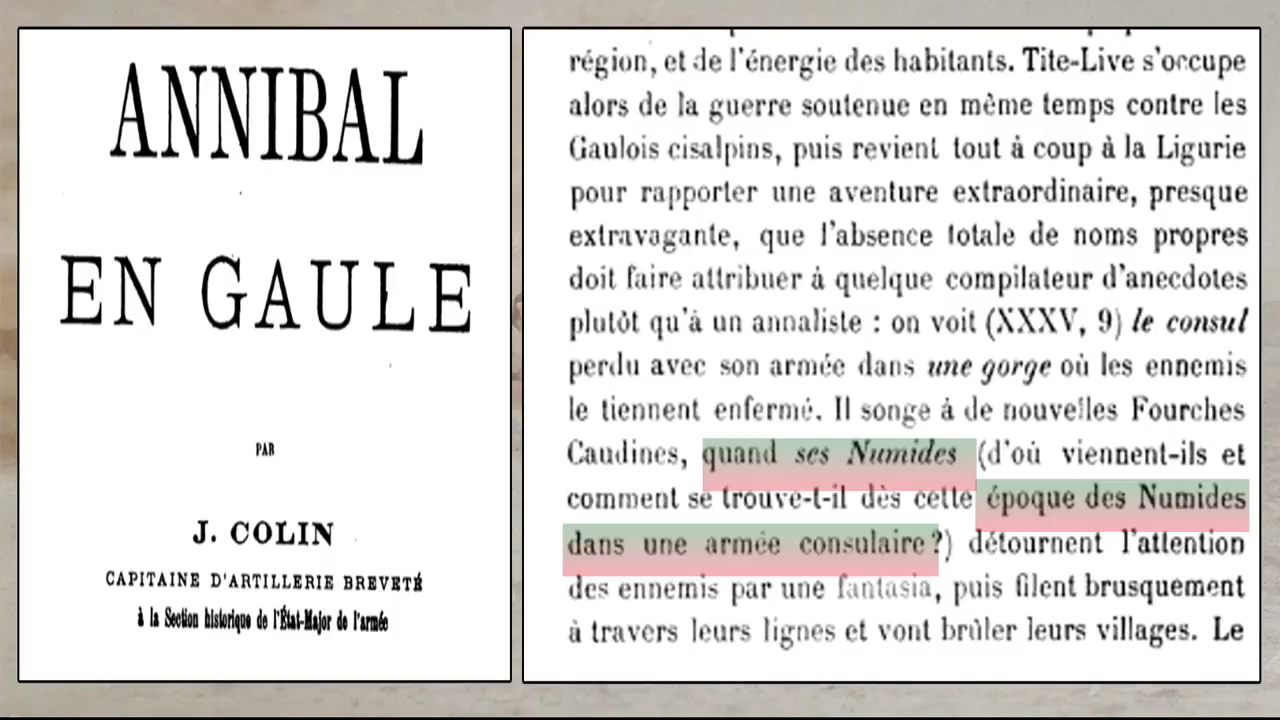 ANNIBAL
EN GAULE
PAR
J. COLIN
CAPITAINE D'ARTILLERIE BREVETÉ
à la Section historique de l'État-Major de l'armée
région, et de l'énergie des habitants. Tite-Live s'occupe
alors de la guerre soutenue en même temps contre les
Gaulois cisalpins, puis revient tout à coup à la Ligurie
pour rapporter une aventure extraordinaire, presque
extravagante, que l'absence totale de noms propres
doit faire attribuer à quelque compilateur d'anecdotes
plutôt qu'à un annaliste : on voit (XXXV, 9) le consul
perdu avec son armée dans une gorge où les ennemis
le tiennent enfermé. Il songe à de nouvelles Fourches
Caudines, quand ses Numides (d'où viennent-ils et
comment se trouve-t-il dès cette époque des Numides
dans une armée consulaire?) détournent l'attention
des ennemis par une fantasia, puis filent brusquement
à travers leurs lignes et vont brûler leurs villages. Le